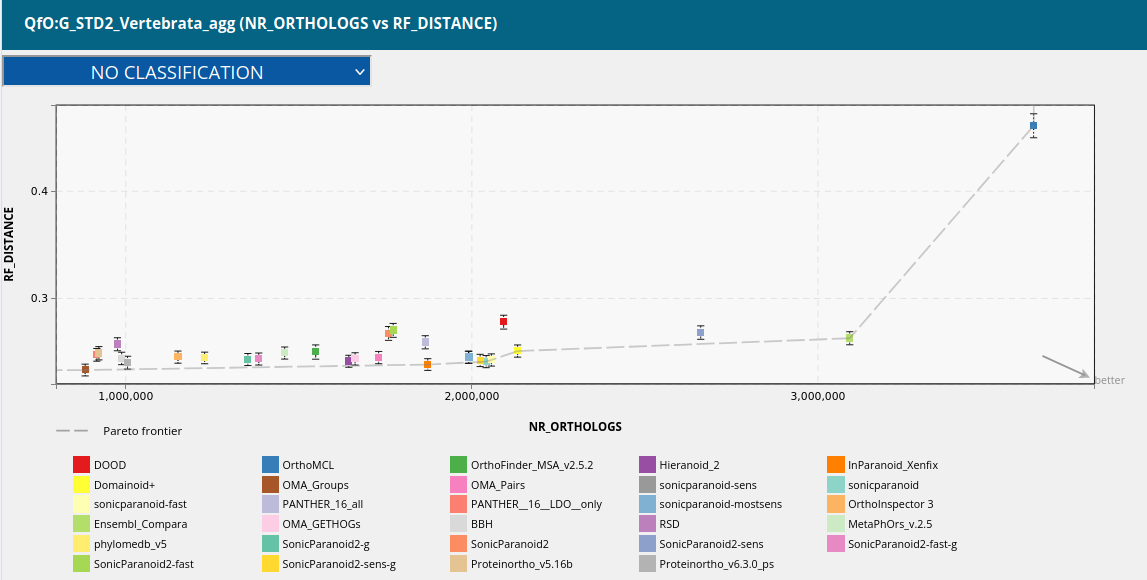 QfO:G_STD2_Vertebrata_agg (NR_ORTHOLOGS vs RF_DISTANCE)
NO CLASSIFICATION
RF_DISTANCE
0.4
0.3
better
1,000,000 2,000,000 3,000,000
NR_ORTHOLOGS
Pareto frontier
DOOD OrthoMCL OrthoFinder_MSA_v2.5.2 Hieranoid_2 InParanoid_Xenfix
Domainoid+ OMA_Groups OMA_Pairs sonicparanoid-sens sonicparanoid
sonicparanoid-fast PANTHER_16_all PANTHER__16__LDO__only sonicparanoid-mostsens OrthoInspector 3
Ensembl_Compara OMA_GETHOGs BBH RSD MetaPhOrs_v.2.5
phylomedb_v5 SonicParanoid2-g SonicParanoid2 SonicParanoid2-sens SonicParanoid2-fast-g
SonicParanoid2-fast SonicParanoid2-sens-g Proteinortho_v5.16b Proteinortho_v6.3.0_ps